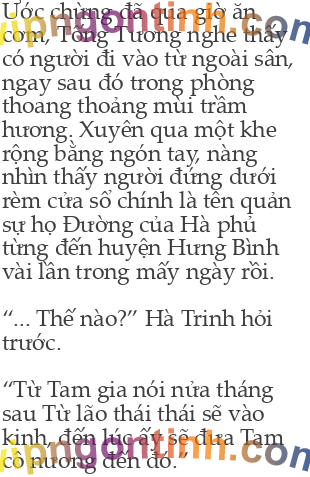 Ước chừng đã qua giờ ăn
cơm, Tống Tương nghe thấy
có người đi vào từ ngoài sân,
ngay sau đó trong phòng
thoang thoảng mùi trầm
hương. Xuyên qua một khe
rộng bằng ngón tay, nàng
nhìn thấy người đứng dưới
rèm cửa sổ chính là tên quản
sự họ Đường của Hà phủ
từng đến huyện Hưng Bình
vài lần trong mấy ngày rồi.
“... Thế nào?” Hà Trinh hỏi
trước.
“Từ Tam gia nói nửa tháng
sau Từ lão thái thái sẽ vào
kinh, đến lúc ấy sẽ đưa Tam
cô nương đến đó.”
vipngontinh.com
vipngontinh.com